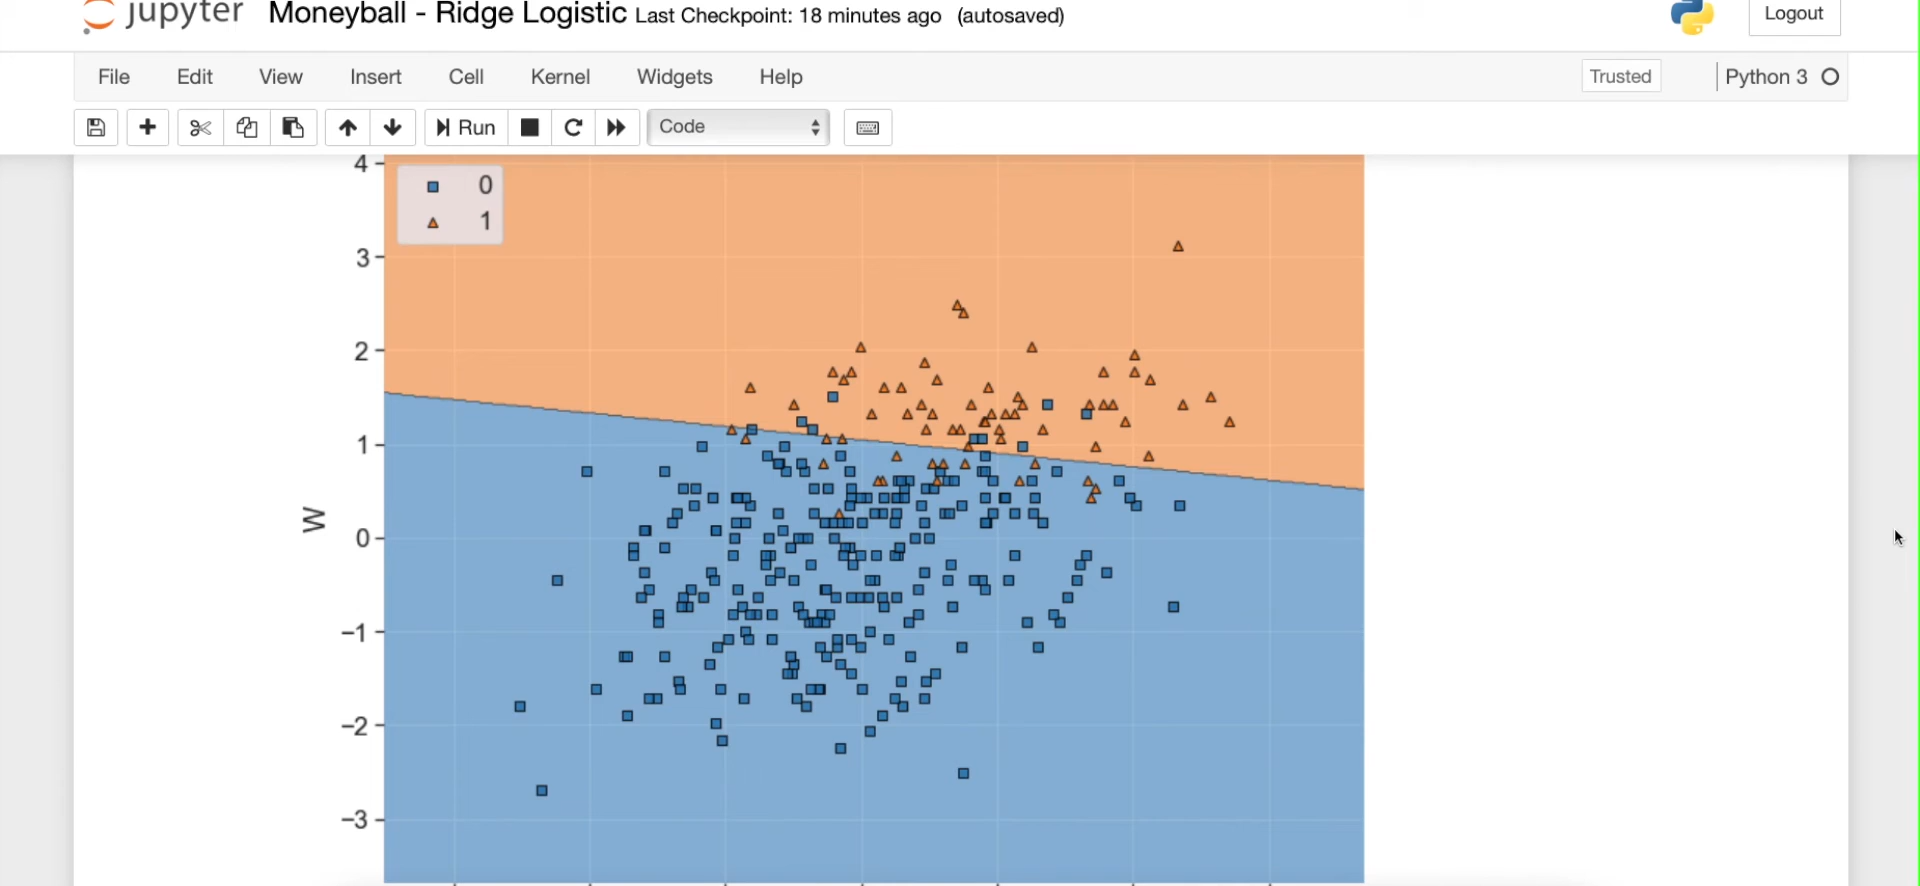 jupyter Moneyball - Ridge Logistic Last Checkpoint: 18 minutes ago (autosaved)
Logout
File Edit View Insert Cell Kernel Widgets Help
Trusted Python 3
Run Code
4
0
1
3
2
1
W
0
−1
−2
−3